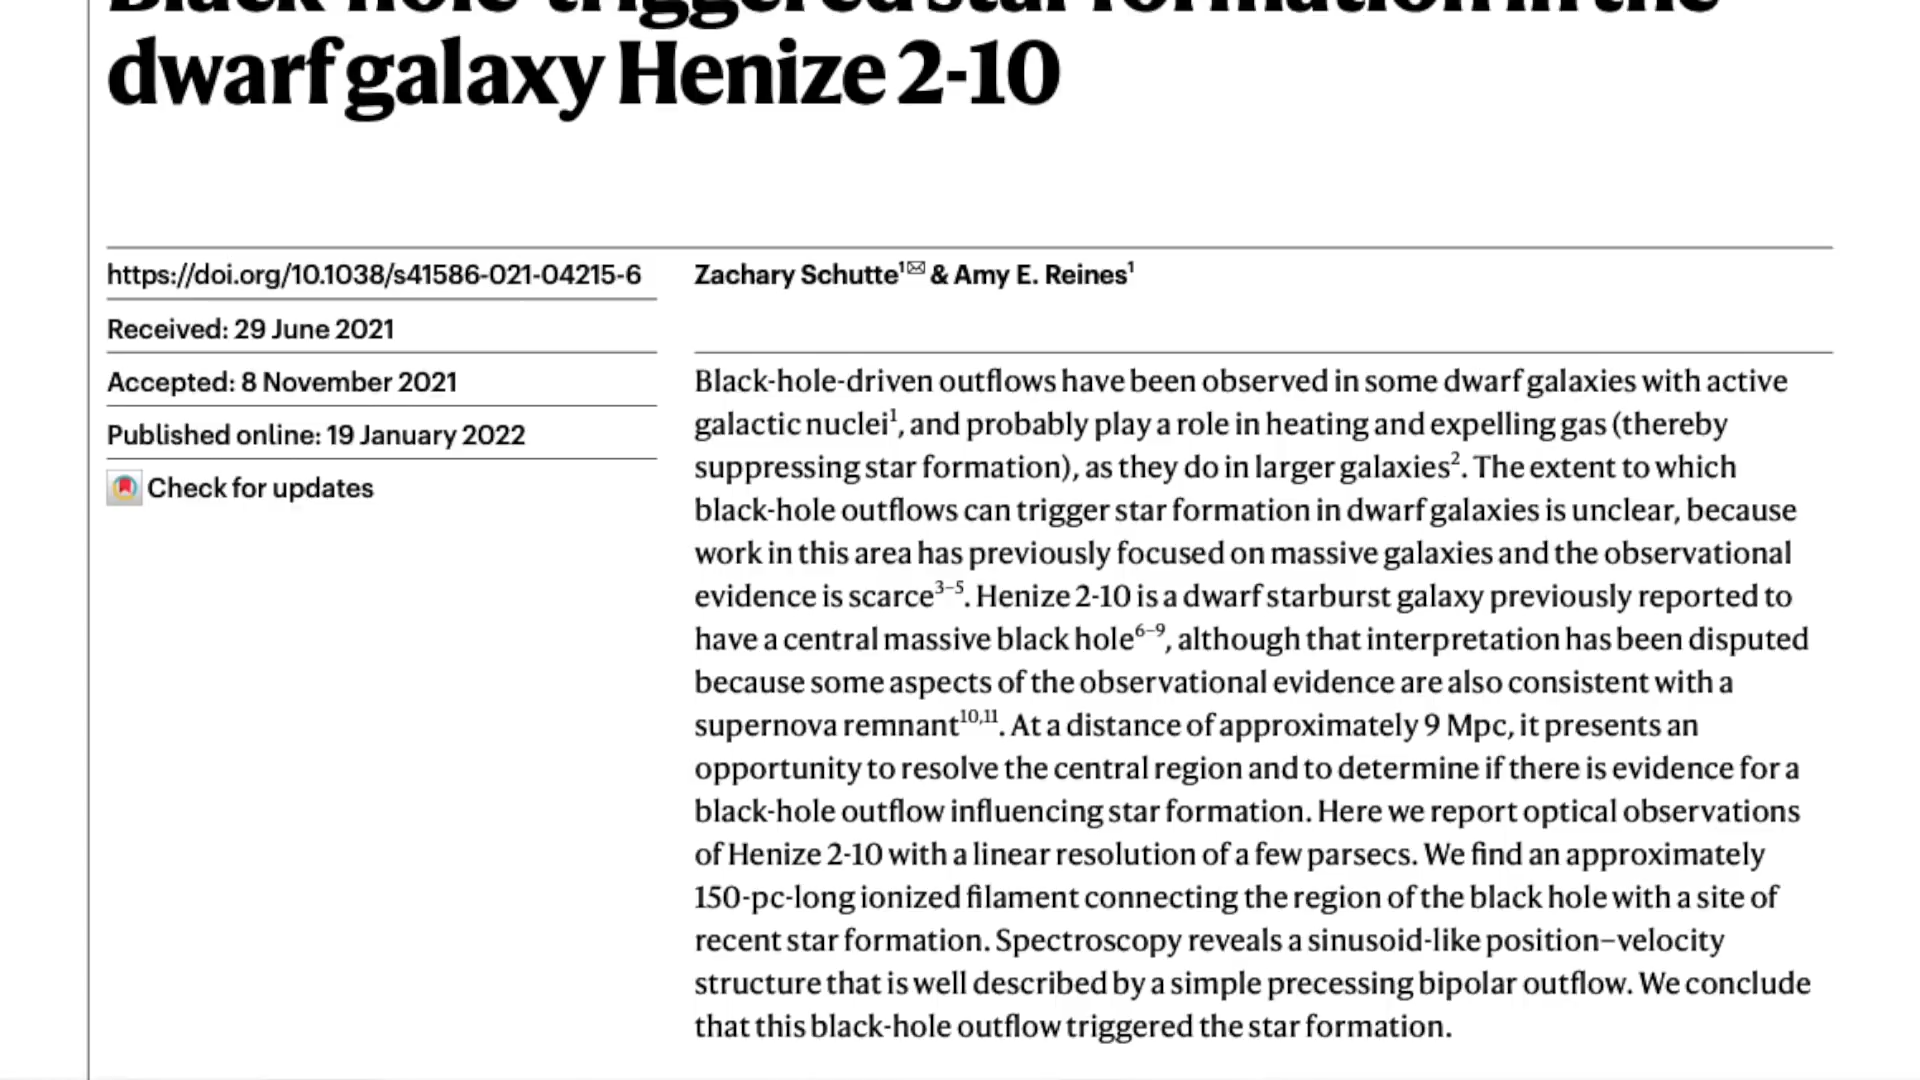 Black-hole-triggered star formation in the
dwarf galaxy Henize 2-10
https://doi.org/10.1038/s41586-021-04215-6
Received: 29 June 2021
Accepted: 8 November 2021
Published online: 19 January 2022
Check for updates
Zachary Schutte¹✉ & Amy E. Reines¹
Black-hole-driven outflows have been observed in some dwarf galaxies with active
galactic nuclei¹, and probably play a role in heating and expelling gas (thereby
suppressing star formation), as they do in larger galaxies². The extent to which
black-hole outflows can trigger star formation in dwarf galaxies is unclear, because
work in this area has previously focused on massive galaxies and the observational
evidence is scarce³⁻⁵. Henize 2-10 is a dwarf starburst galaxy previously reported to
have a central massive black hole⁶⁻⁹, although that interpretation has been disputed
because some aspects of the observational evidence are also consistent with a
supernova remnant¹⁰,¹¹. At a distance of approximately 9 Mpc, it presents an
opportunity to resolve the central region and to determine if there is evidence for a
black-hole outflow influencing star formation. Here we report optical observations
of Henize 2-10 with a linear resolution of a few parsecs. We find an approximately
150-pc-long ionized filament connecting the region of the black hole with a site of
recent star formation. Spectroscopy reveals a sinusoid-like position–velocity
structure that is well described by a simple precessing bipolar outflow. We conclude
that this black-hole outflow triggered the star formation.